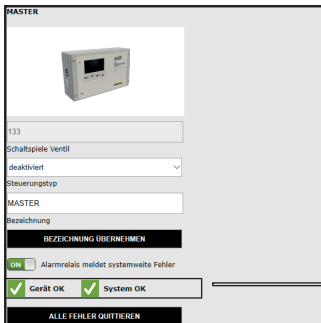 MASTER
133
Schaltspiele Ventil
deaktiviert
Steuerungstyp
MASTER
Bezeichnung
BEZEICHNUNG ÜBERNEHMEN
ON Alarmrelais meldet systemweite Fehler
Gerät OK System OK
ALLE FEHLER QUITTIEREN